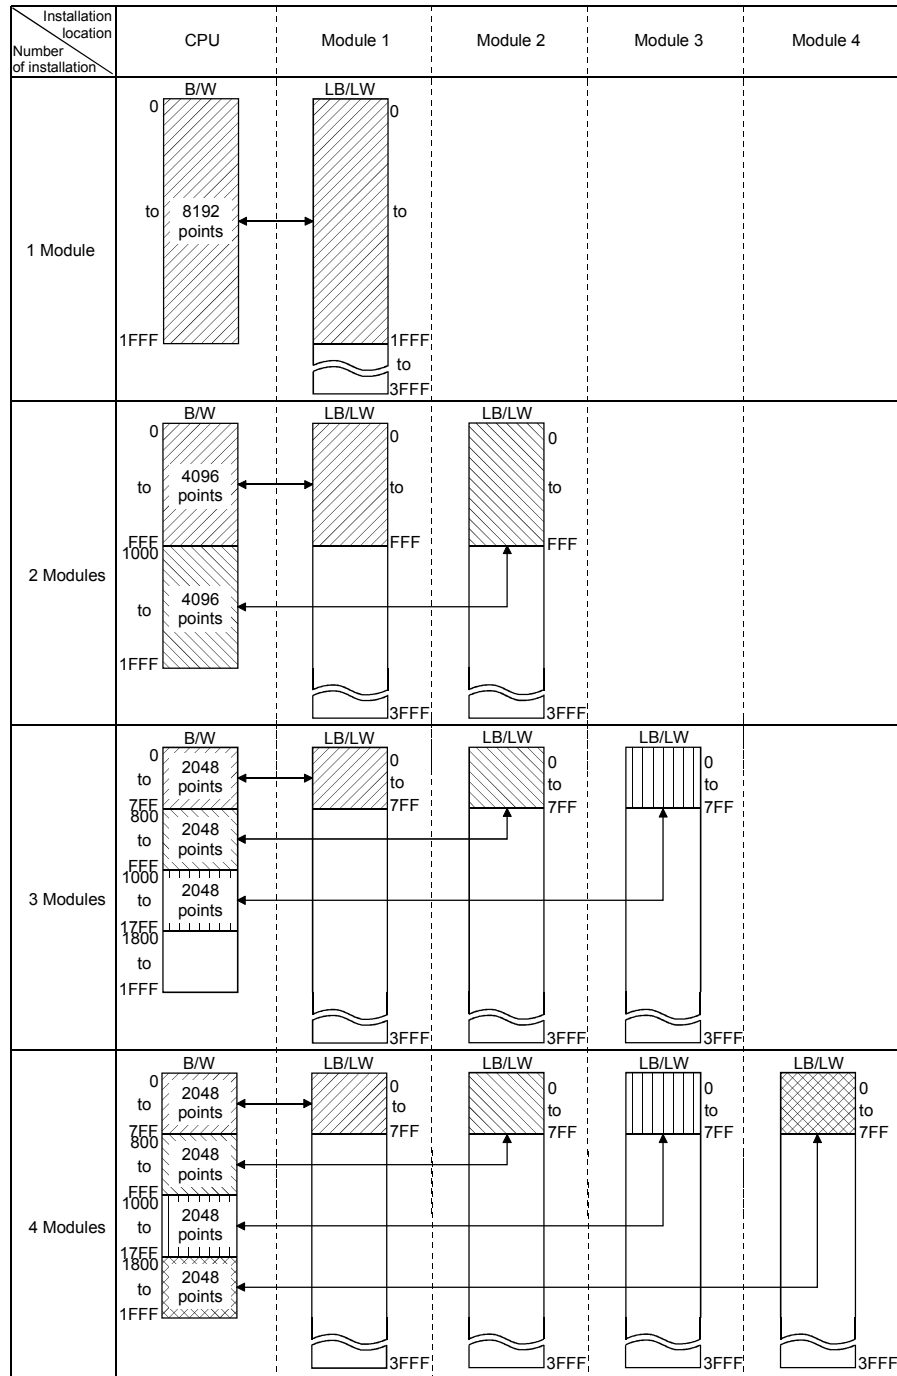 Installation
location
Number
of installation
CPU
Module 1
Module 2
Module 3
Module 4
1 Module
B/W
LB/LW
0
0
to
8192
points
to
1FFF
1FFF
to
3FFF
2 Modules
B/W
LB/LW
LB/LW
0
0
0
to
4096
points
to
to
FFF
FFF
FFF
1000
to
4096
points
1FFF
3FFF
3FFF
3 Modules
B/W
LB/LW
LB/LW
LB/LW
0
0
0
0
to
2048
points
to
to
to
7FF
7FF
7FF
7FF
800
to
2048
points
FFF
1000
to
2048
points
17FF
1800
to
1FFF
3FFF
3FFF
3FFF
4 Modules
B/W
LB/LW
LB/LW
LB/LW
LB/LW
0
0
0
0
0
to
2048
points
to
to
to
to
7FF
7FF
7FF
7FF
7FF
800
to
2048
points
FFF
1000
to
2048
points
17FF
1800
to
2048
points
1FFF
3FFF
3FFF
3FFF
3FFF